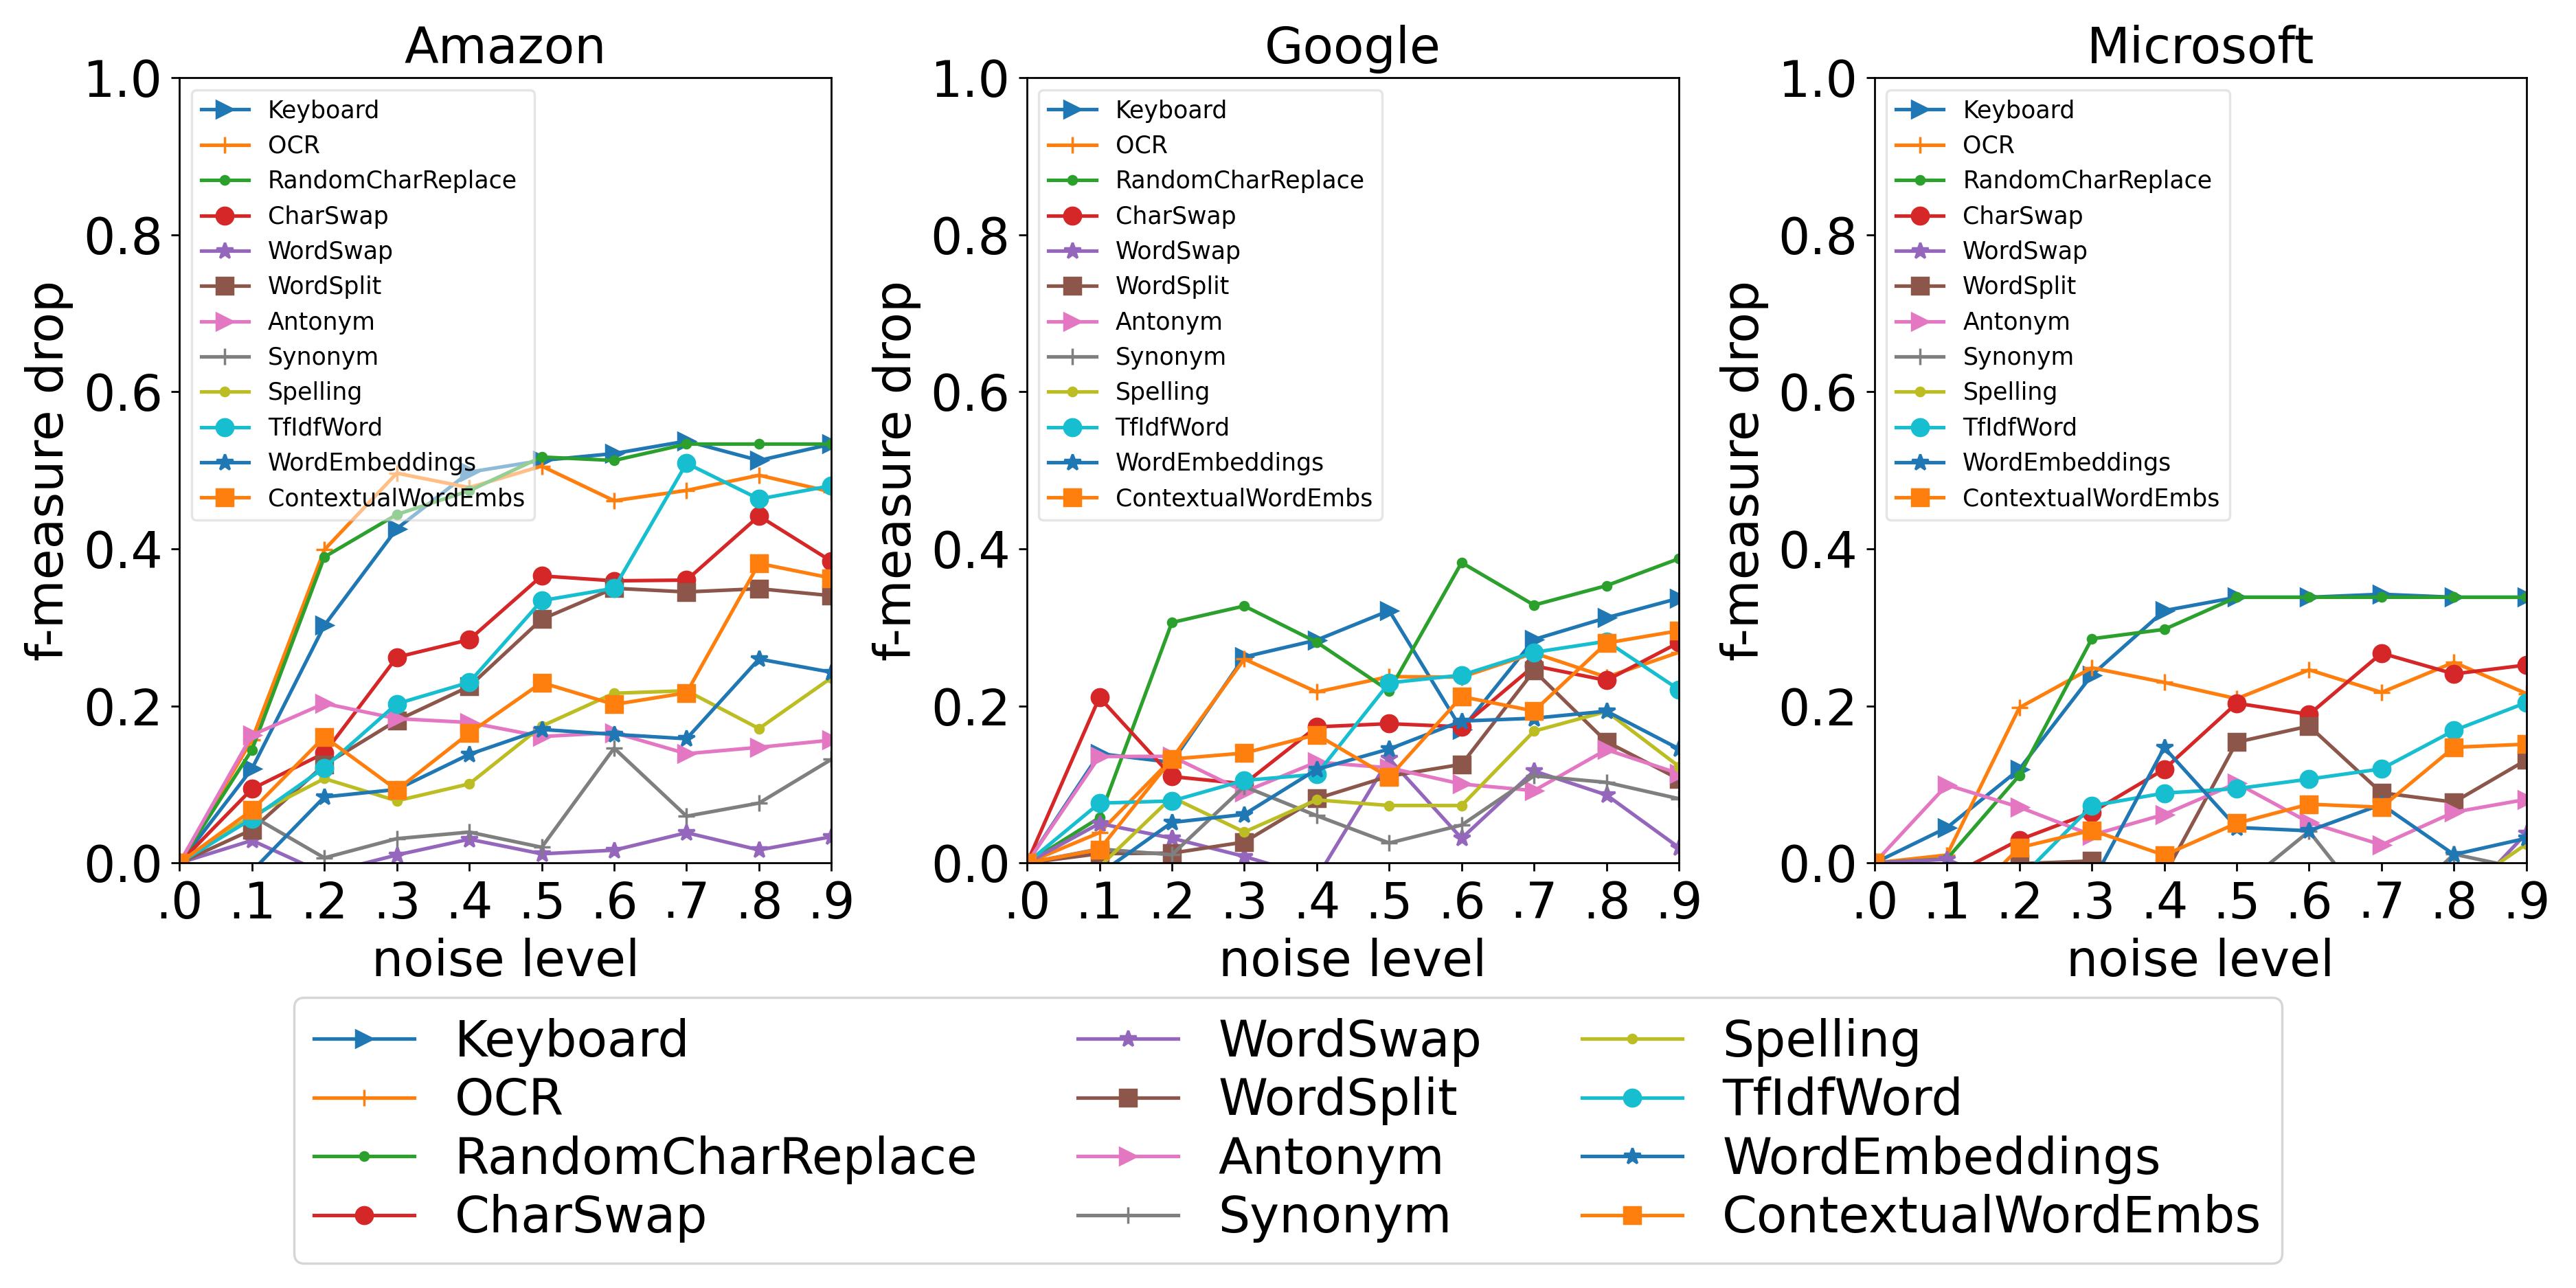 Amazon
1.0
0.8
0.6
0.4
0.2
0.0
f-measure drop
Keyboard
OCR
RandomCharReplace
CharSwap
WordSwap
WordSplit
Antonym
Synonym
Spelling
TfIdfWord
WordEmbeddings
ContextualWordEmbs
.0 .1 .2 .3 .4 .5 .6 .7 .8 .9
noise level
Google
1.0
0.8
0.6
0.4
0.2
0.0
f-measure drop
Keyboard
OCR
RandomCharReplace
CharSwap
WordSwap
WordSplit
Antonym
Synonym
Spelling
TfIdfWord
WordEmbeddings
ContextualWordEmbs
.0 .1 .2 .3 .4 .5 .6 .7 .8 .9
noise level
Microsoft
1.0
0.8
0.6
0.4
0.2
0.0
f-measure drop
Keyboard
OCR
RandomCharReplace
CharSwap
WordSwap
WordSplit
Antonym
Synonym
Spelling
TfIdfWord
WordEmbeddings
ContextualWordEmbs
.0 .1 .2 .3 .4 .5 .6 .7 .8 .9
noise level
Keyboard
OCR
RandomCharReplace
CharSwap
WordSwap
WordSplit
Antonym
Synonym
Spelling
TfIdfWord
WordEmbeddings
ContextualWordEmbs